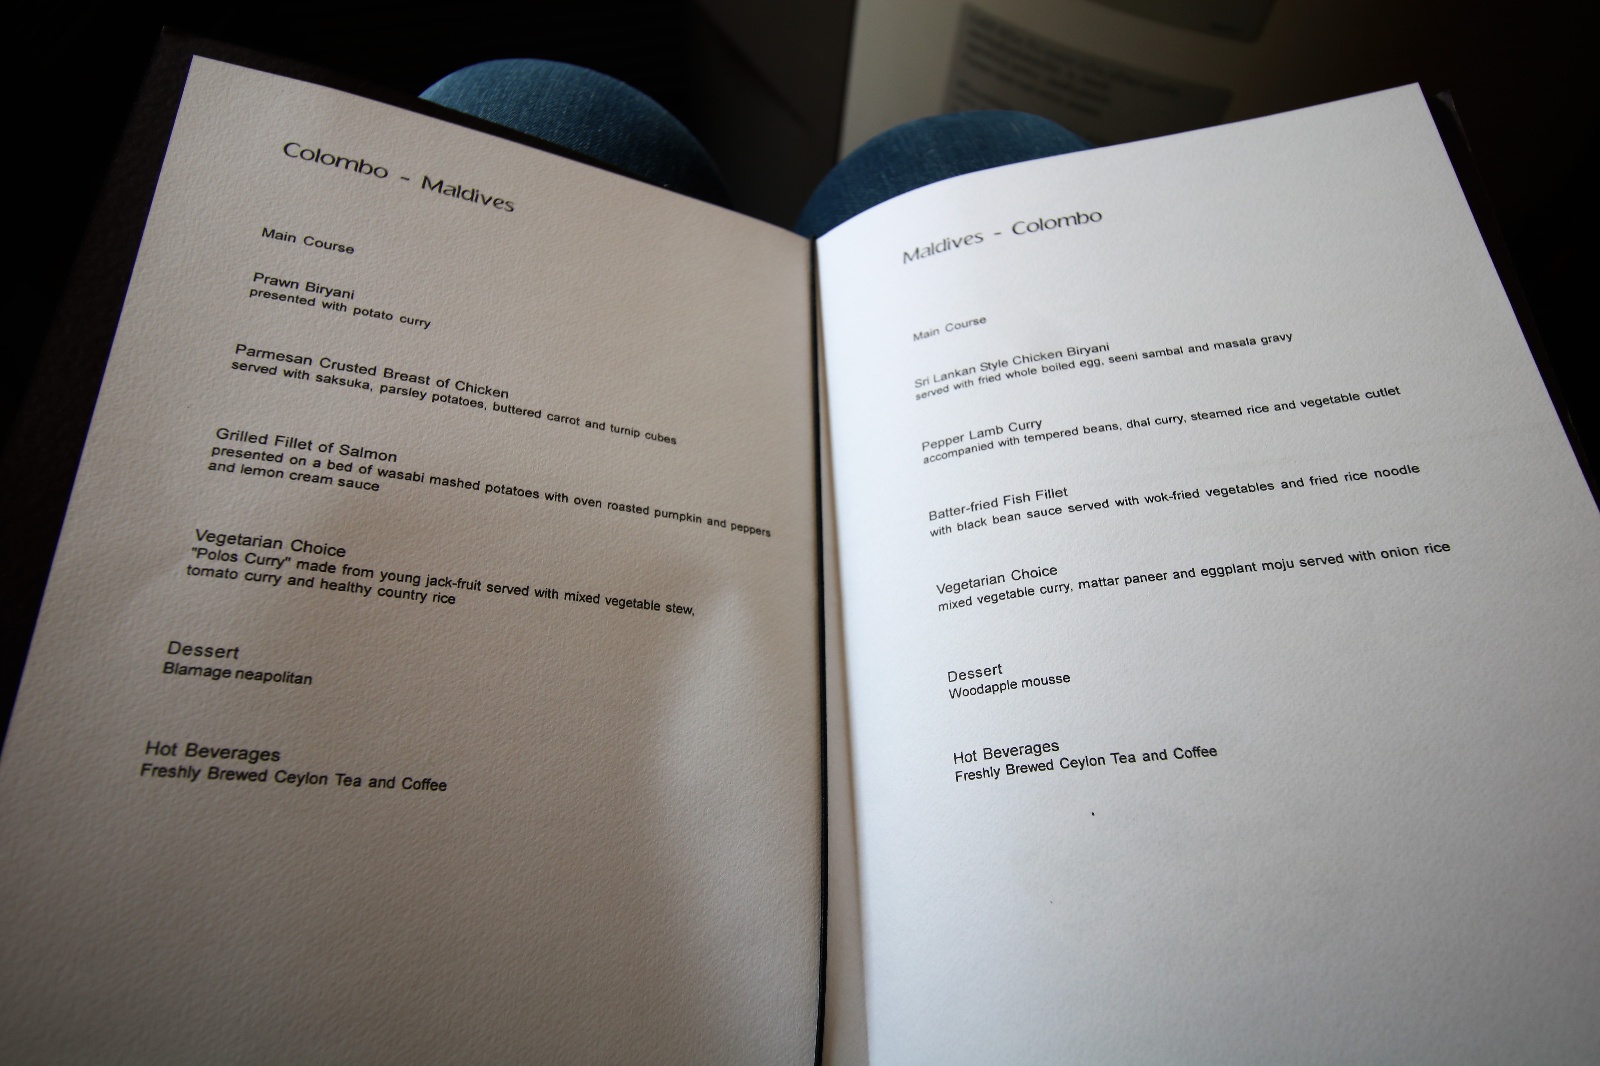 Colombo - Maldives
Main Course
Prawn Biryani
presented with potato curry
Parmesan Crusted Breast of Chicken
served with saksuka, parsley potatoes, buttered carrot and turnip cubes
Grilled Fillet of Salmon
presented on a bed of wasabi mashed potatoes with oven roasted pumpkin and peppers
and lemon cream sauce
Vegetarian Choice
"Polos Curry" made from young jack-fruit served with mixed vegetable stew,
tomato curry and healthy country rice
Dessert
Blamage neapolitan
Hot Beverages
Freshly Brewed Ceylon Tea and Coffee
Maldives - Colombo
Main Course
Sri Lankan Style Chicken Biryani
served with fried whole boiled egg, seeni sambal and masala gravy
Pepper Lamb Curry
accompanied with tempered beans, dhal curry, steamed rice and vegetable cutlet
Batter-fried Fish Fillet
with black bean sauce served with wok-fried vegetables and fried rice noodle
Vegetarian Choice
mixed vegetable curry, mattar paneer and eggplant moju served with onion rice
Dessert
Woodapple mousse
Hot Beverages
Freshly Brewed Ceylon Tea and Coffee